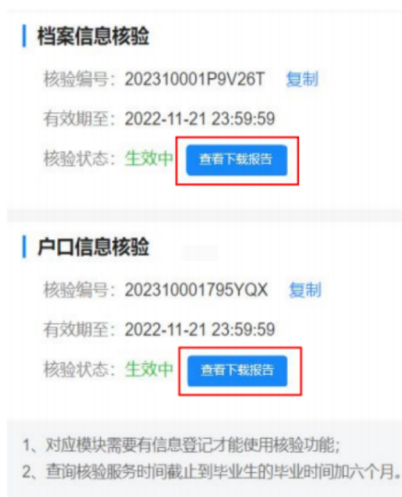 档案信息核验
核验编号：202310001P9V26T 复制
有效期至：2022-11-21 23:59:59
核验状态：生效中 查看下载报告
户口信息核验
核验编号：202310001795YQX 复制
有效期至：2022-11-21 23:59:59
核验状态：生效中 查看下载报告
1、对应模块需要有信息登记才能使用核验功能；
2、查询核验服务时间截止到毕业生的毕业时间加六个月。